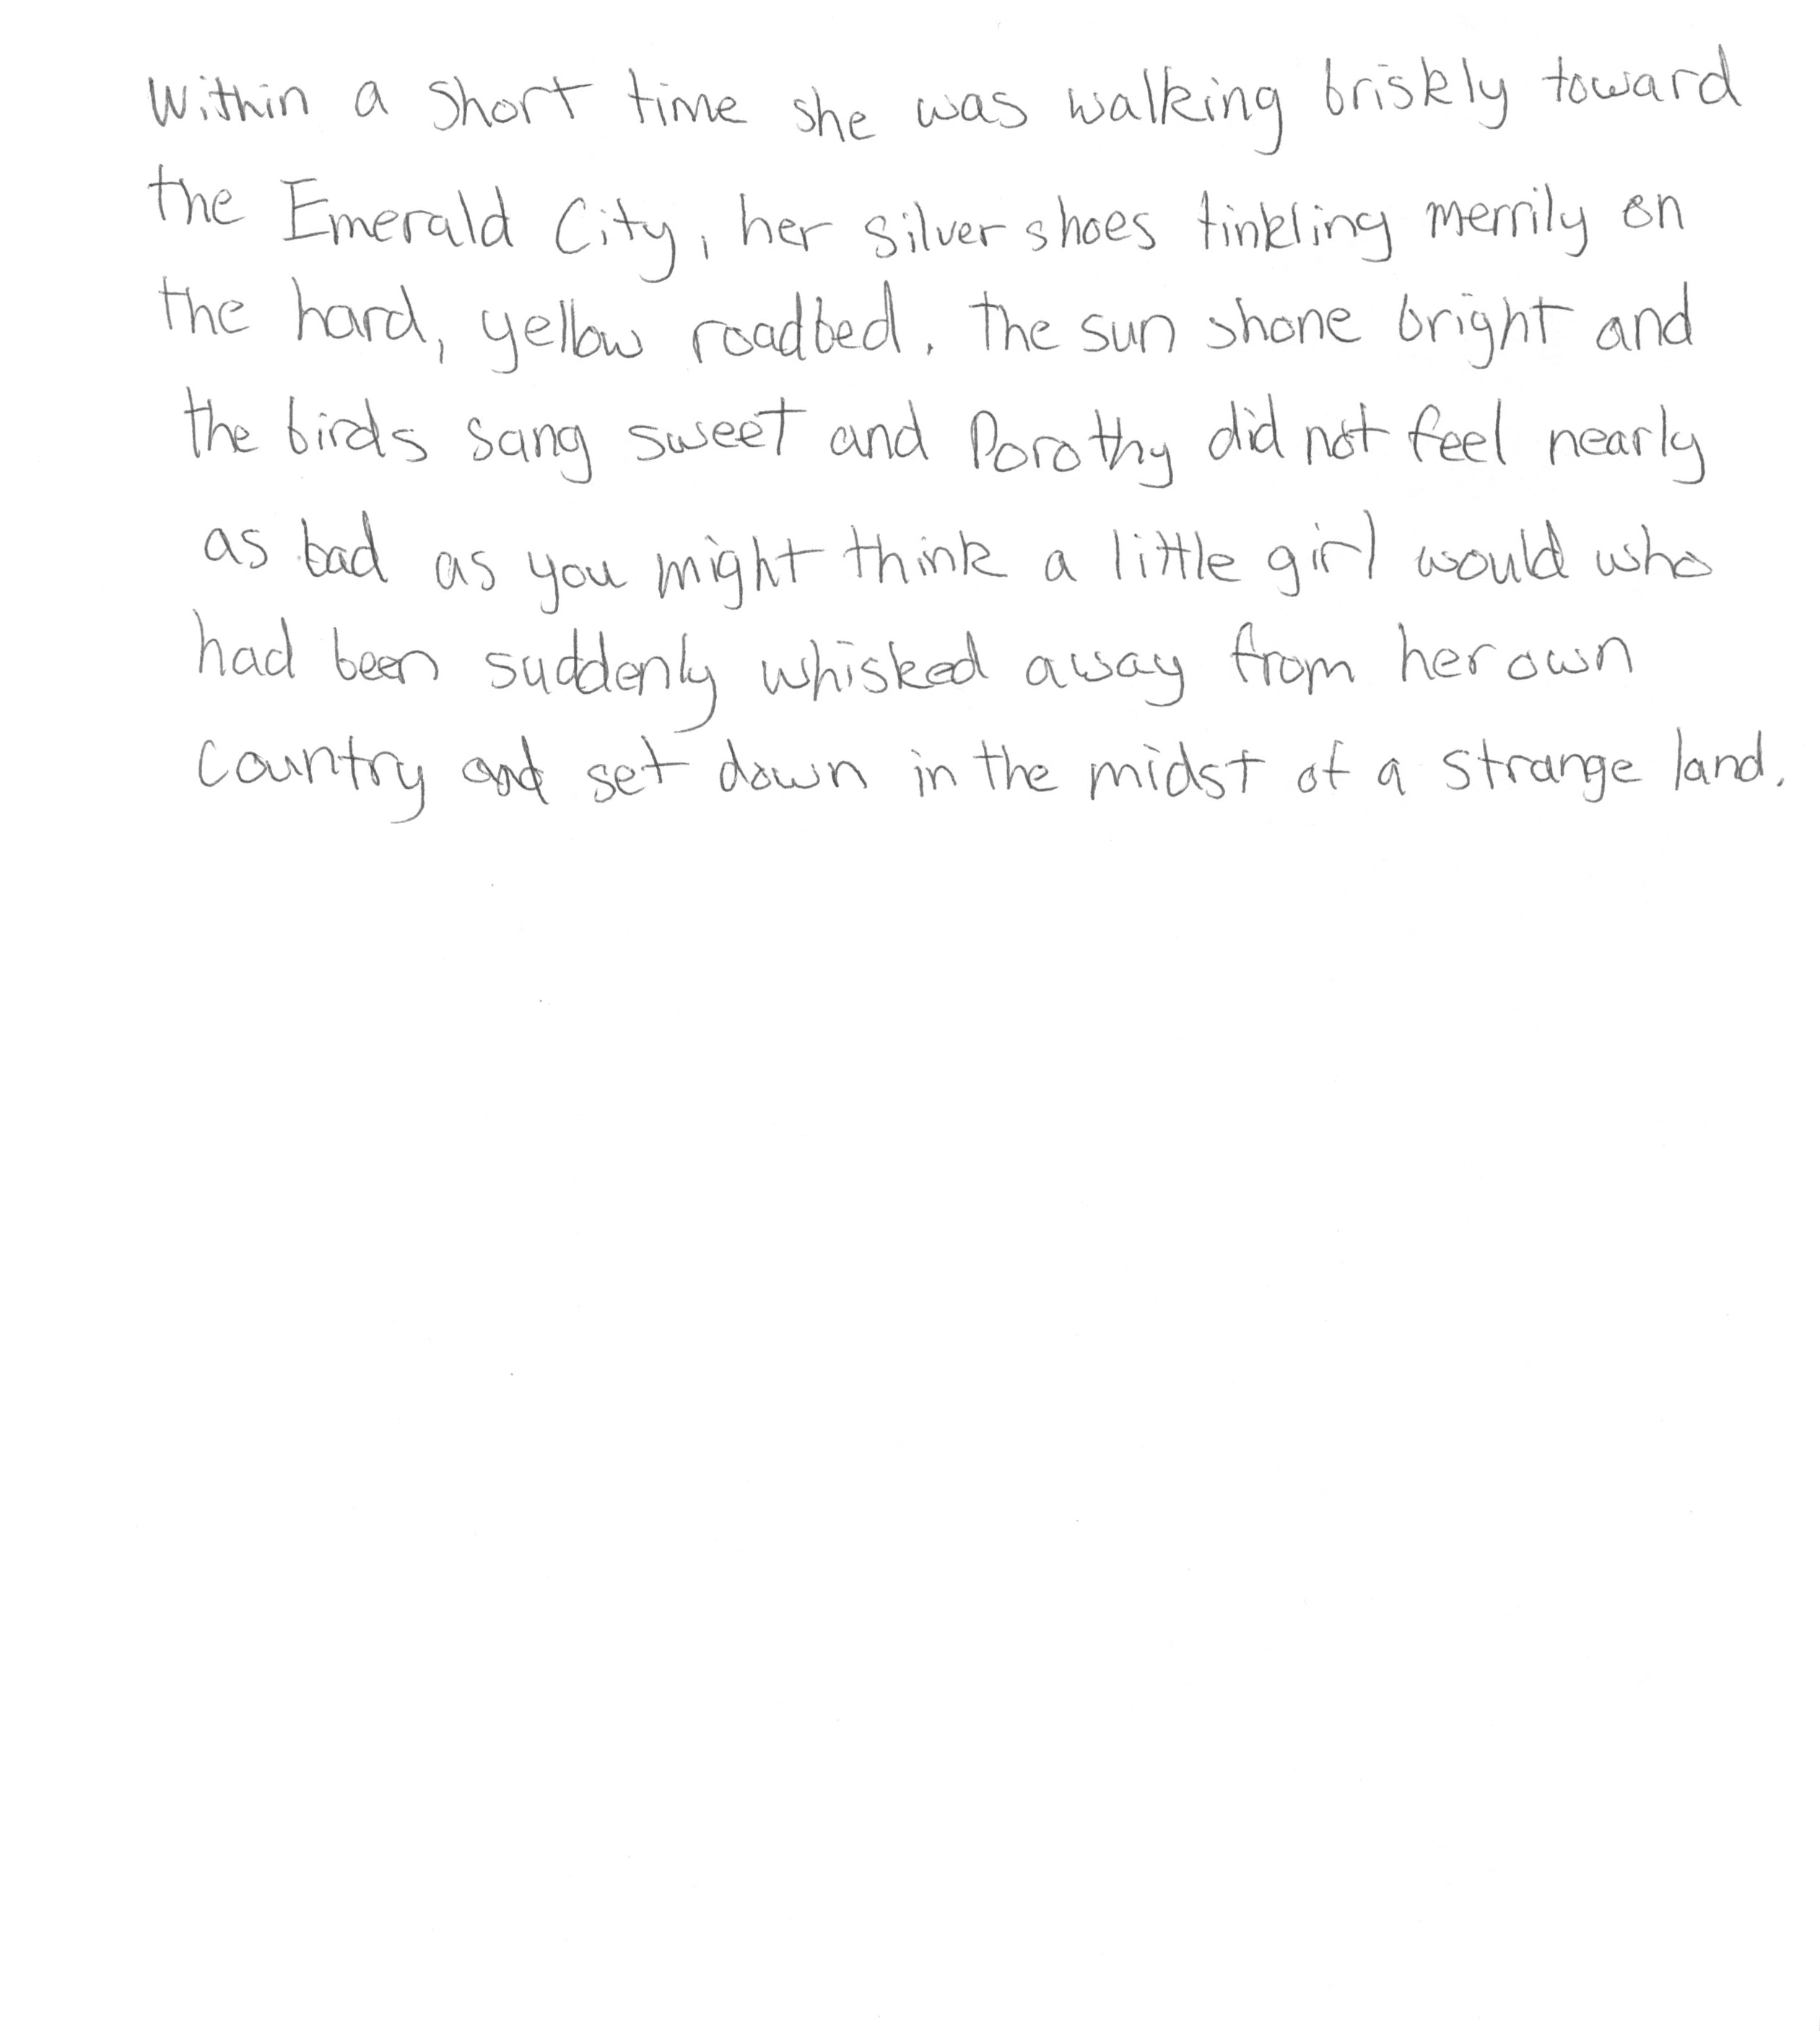 Within a short time she was walking briskly toward
the Emerald City, her silver shoes tinkling merrily on
the hard, yellow roadbed. The sun shone bright and
the birds sang sweet and Dorothy did not feel nearly
as bad as you might think a little girl would who
had been suddenly whisked away from her own
country and set down in the midst of a strange land.